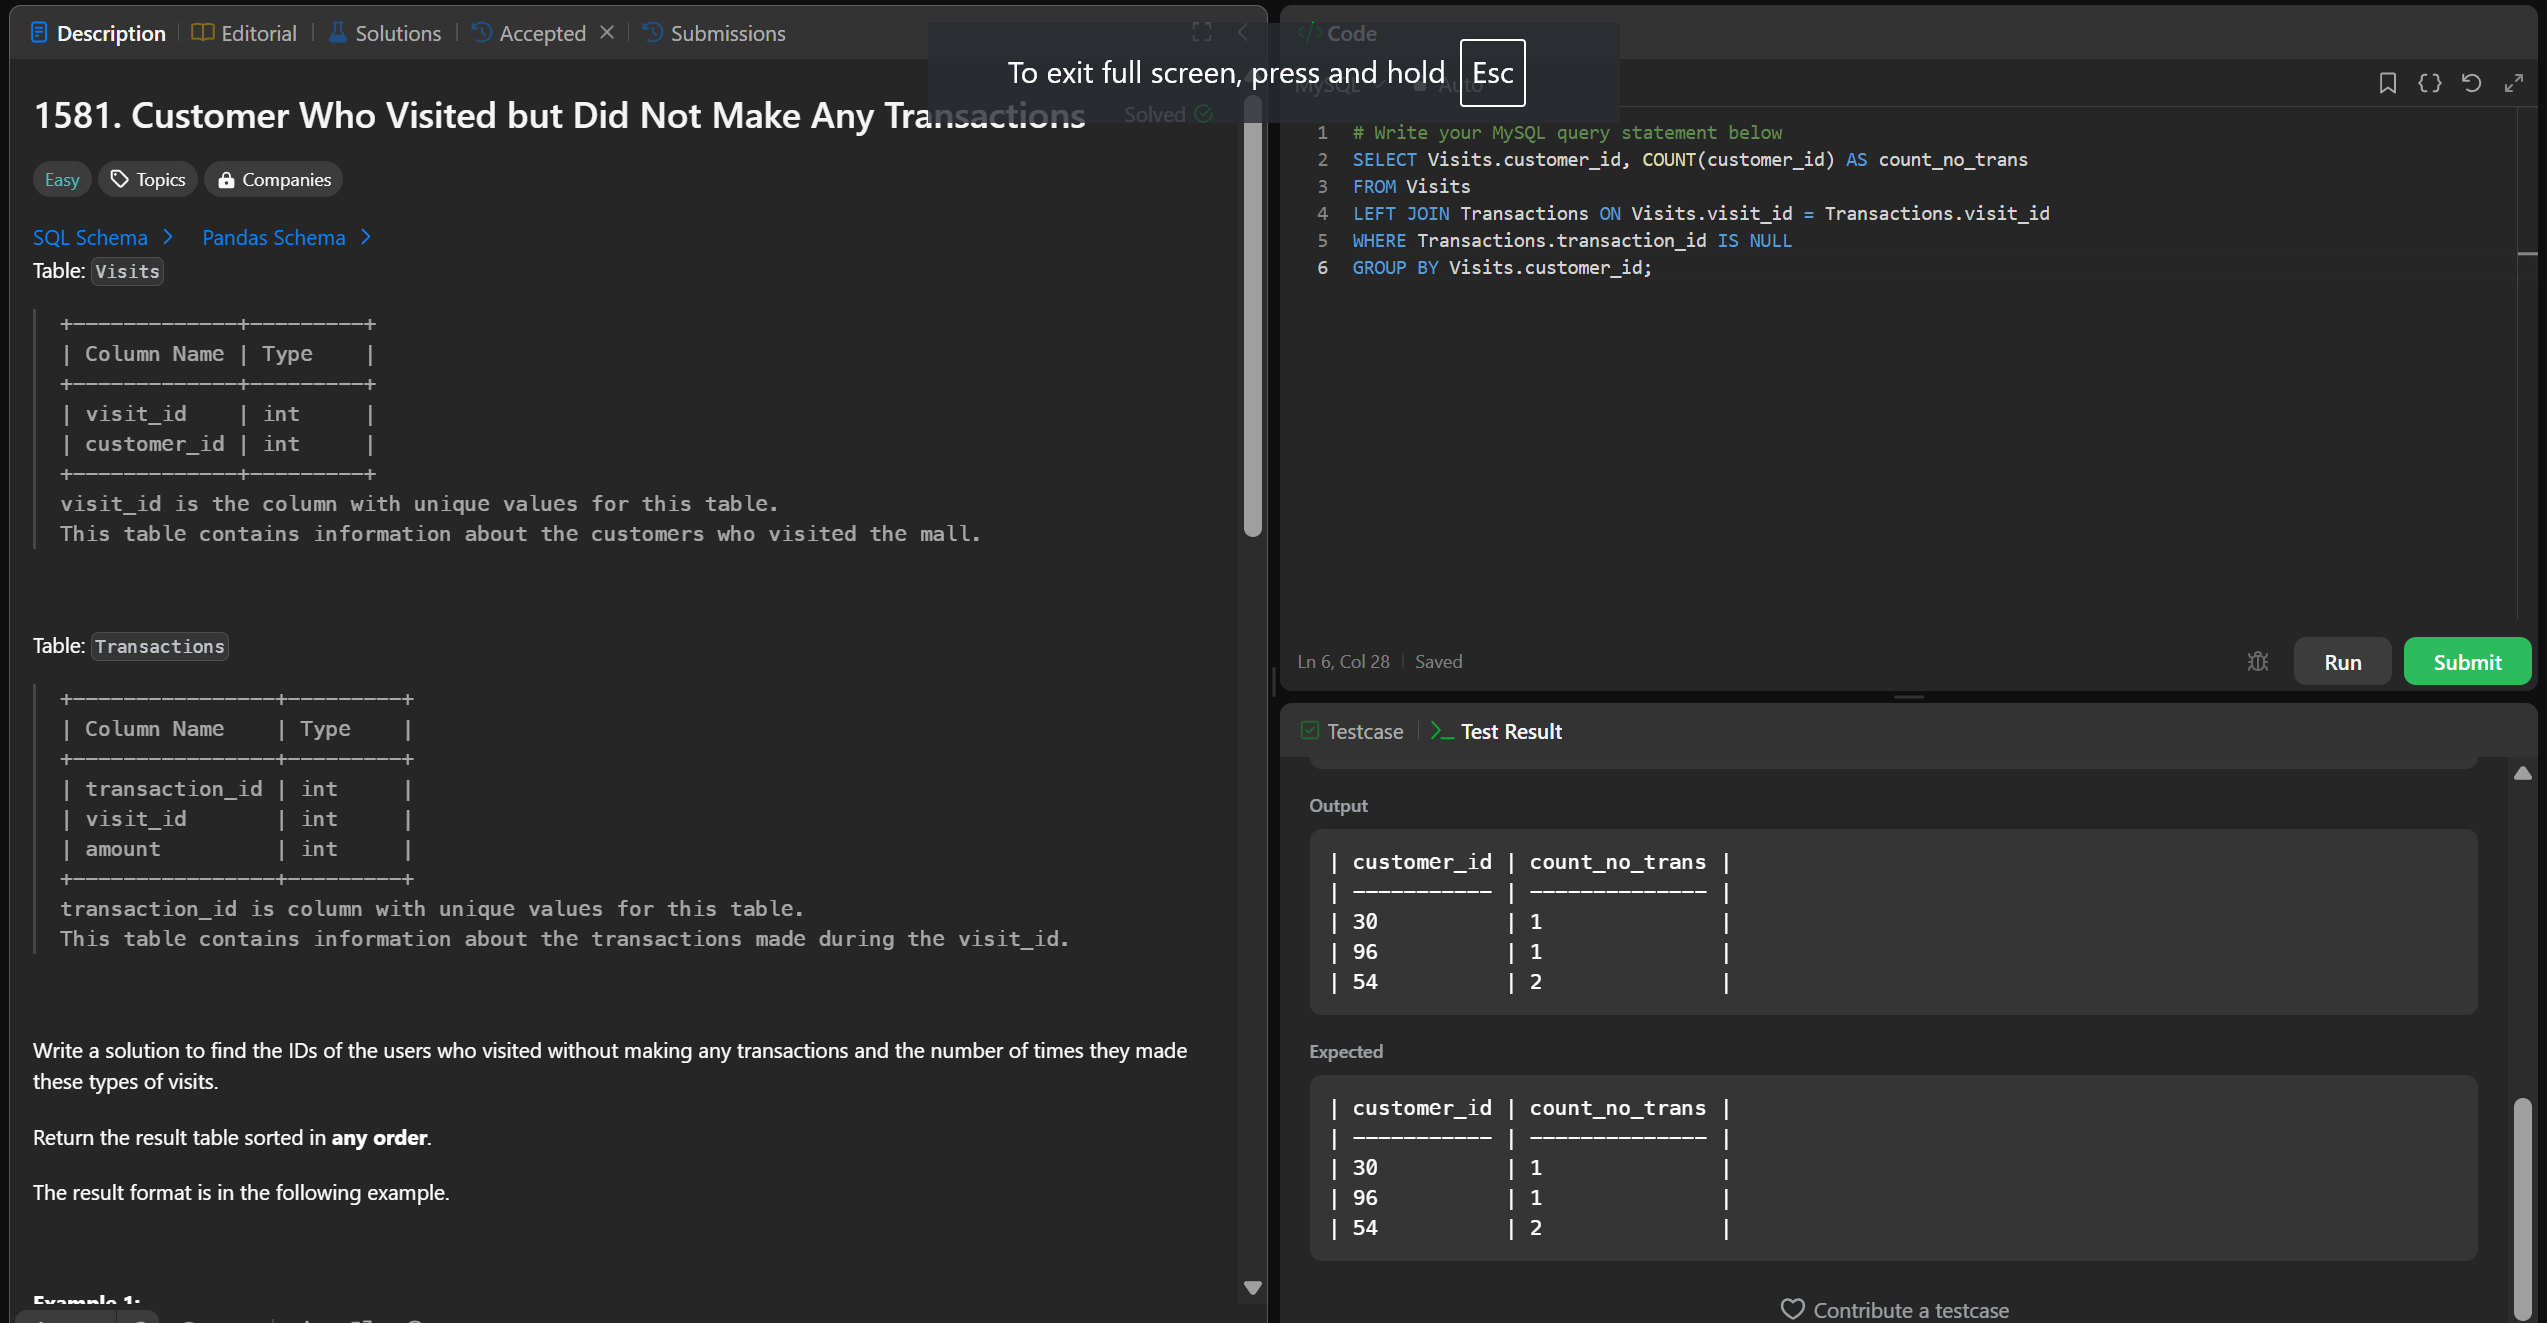 Description
Editorial
Solutions
Accepted
Submissions
To exit full screen, press and hold Esc
Code
MySQL
Auto
1581. Customer Who Visited but Did Not Make Any Transactions
Solved
Easy
Topics
Companies
SQL Schema
Pandas Schema
Table: Visits
+-------------+---------+
| Column Name | Type    |
+-------------+---------+
| visit_id    | int     |
| customer_id | int     |
+-------------+---------+
visit_id is the column with unique values for this table.
This table contains information about the customers who visited the mall.
Table: Transactions
+----------------+---------+
| Column Name    | Type    |
+----------------+---------+
| transaction_id | int     |
| visit_id       | int     |
| amount         | int     |
+----------------+---------+
transaction_id is column with unique values for this table.
This table contains information about the transactions made during the visit_id.
Write a solution to find the IDs of the users who visited without making any transactions and the number of times they made
these types of visits.
Return the result table sorted in any order.
The result format is in the following example.
Example 1:
1 # Write your MySQL query statement below
2 SELECT Visits.customer_id, COUNT(customer_id) AS count_no_trans
3 FROM Visits
4 LEFT JOIN Transactions ON Visits.visit_id = Transactions.visit_id
5 WHERE Transactions.transaction_id IS NULL
6 GROUP BY Visits.customer_id;
Ln 6, Col 28
Saved
Run
Submit
Testcase
Test Result
Output
| customer_id | count_no_trans |
| ----------- | -------------- |
| 30          | 1              |
| 96          | 1              |
| 54          | 2              |
Expected
| customer_id | count_no_trans |
| ----------- | -------------- |
| 30          | 1              |
| 96          | 1              |
| 54          | 2              |
Contribute a testcase